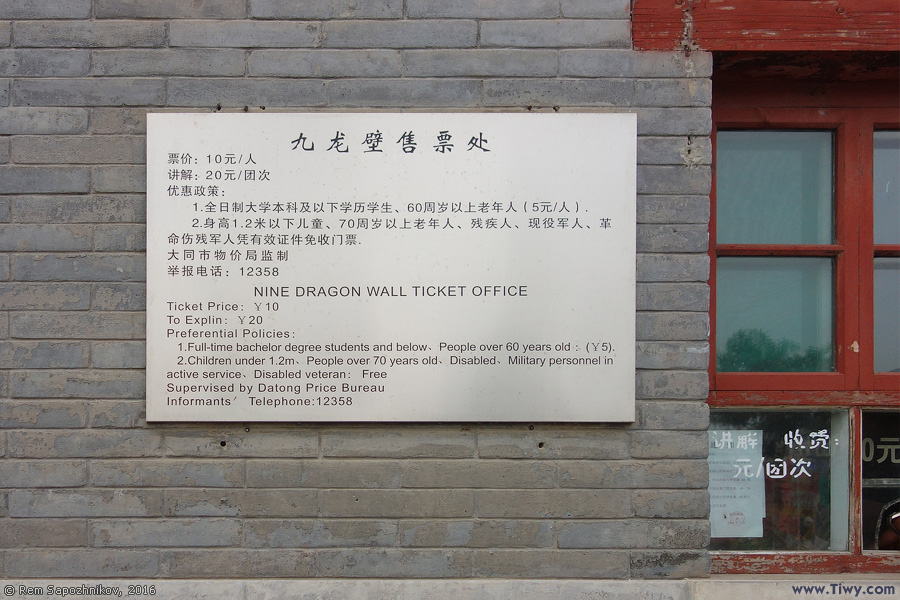 九龙壁售票处
票价：10元/人
讲解：20元/团次
优惠政策：
1.全日制大学本科及以下学历学生、60周岁以上老年人（5元/人）.
2.身高1.2米以下儿童、70周岁以上老年人、残疾人、现役军人、革
命伤残军人凭有效证件免收门票.
大同市物价局监制
举报电话：12358
NINE DRAGON WALL TICKET OFFICE
Ticket Price: ￥10
To Explin: ￥20
Preferential Policies:
1.Full-time bachelor degree students and below、People over 60 years old：(￥5).
2.Children under 1.2m、People over 70 years old、Disabled、Military personnel in
active service、Disabled veteran： Free
Supervised by Datong Price Bureau
Informants′ Telephone:12358
讲解 收费：
0元
元/团次
© Rem Sapozhnikov, 2016
www.Tiwy.com